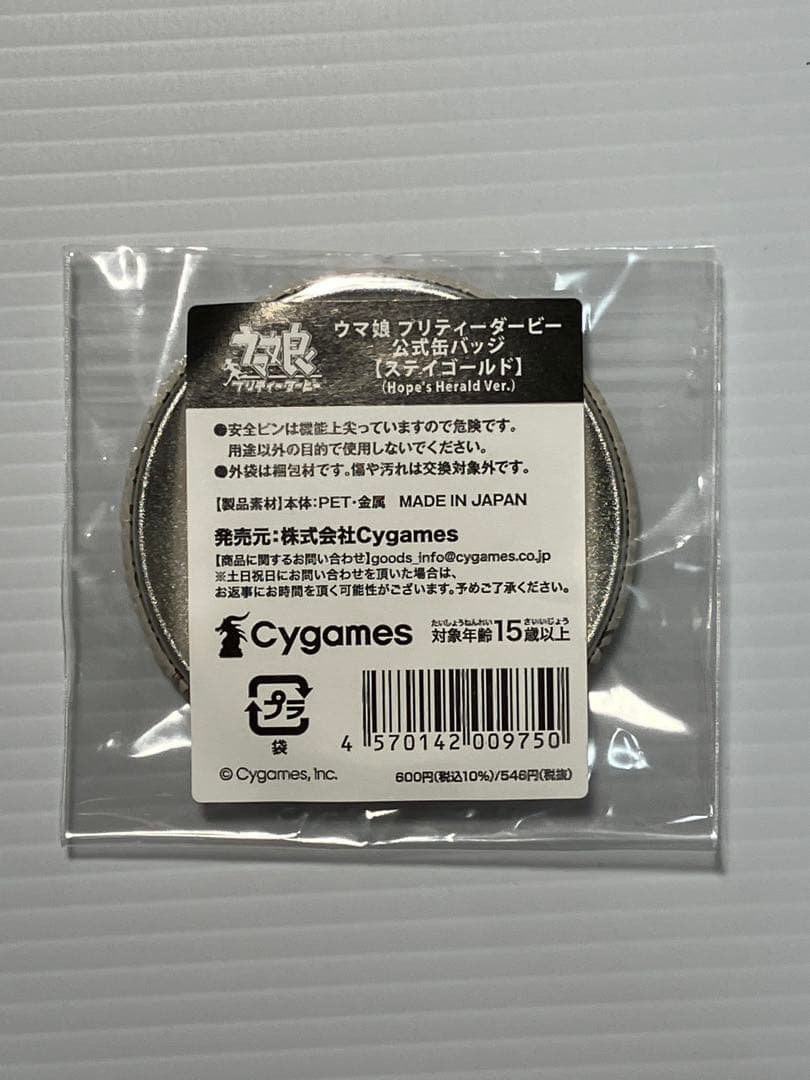 ウマ娘
プリティーダービー
ウマ娘 プリティーダービー
公式缶バッジ
【ステイゴールド】
(Hope's Herald Ver.)
●安全ピンは機能上尖っていますので危険です。
用途以外の目的で使用しないでください。
●外袋は梱包材です。傷や汚れは交換対象外です。
【製品素材】本体:PET・金属 MADE IN JAPAN
発売元:株式会社Cygames
【商品に関するお問い合わせ】goods_info@cygames.co.jp
※土日祝日にお問い合わせを頂いた場合は、
お返事にお時間を頂く可能性がございます。予めご了承ください。
Cygames
たいしょうねんれい さいいじょう
対象年齢15歳以上
プラ
袋
4 570142 009750
© Cygames, Inc.
600円(税込10%)/546円(税抜)